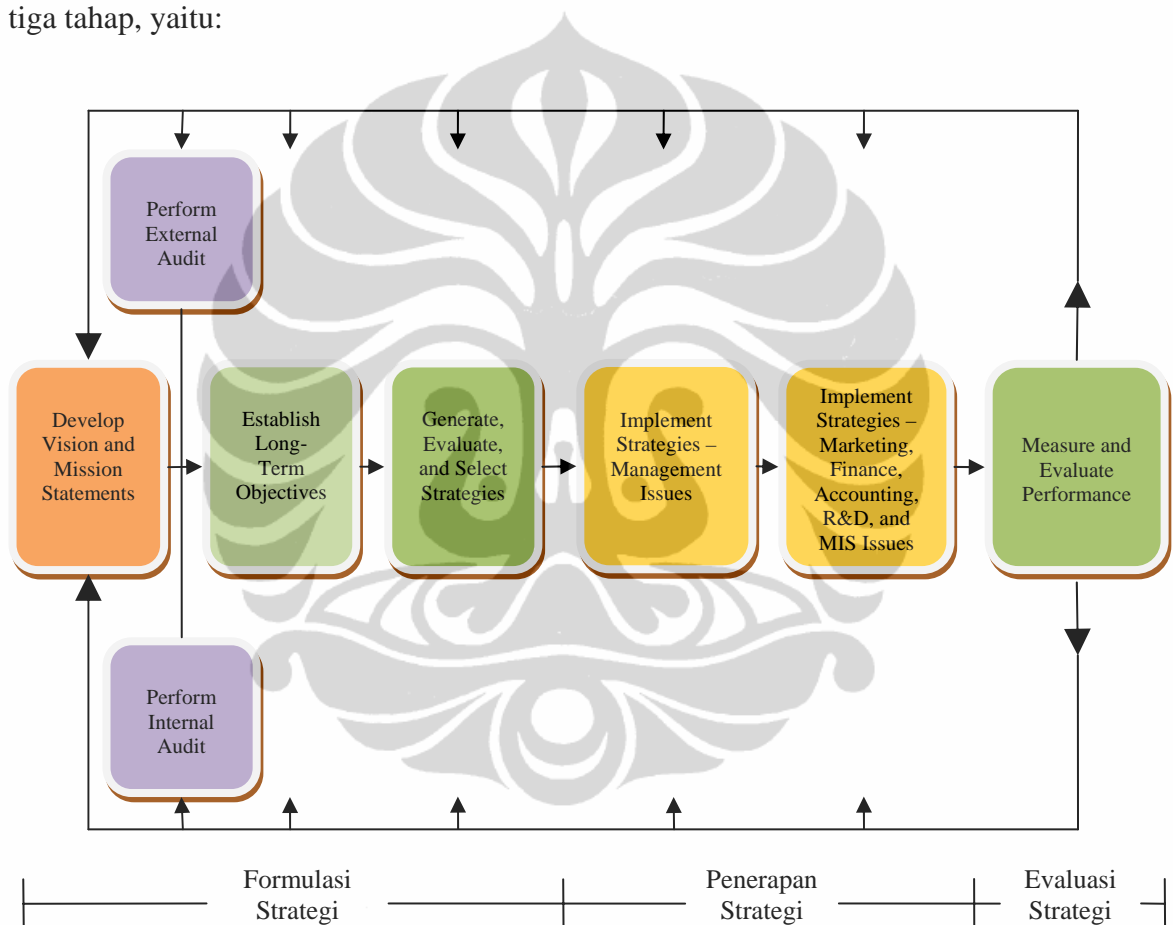 tiga tahap, yaitu:
Perform
External
Audit
Develop
Vision and
Mission
Statements
Establish
Long-
Term
Objectives
Generate,
Evaluate,
and Select
Strategies
Implement
Strategies –
Management
Issues
Implement
Strategies –
Marketing,
Finance,
Accounting,
R&D, and
MIS Issues
Measure and
Evaluate
Performance
Perform
Internal
Audit
Formulasi
Strategi
Penerapan
Strategi
Evaluasi
Strategi